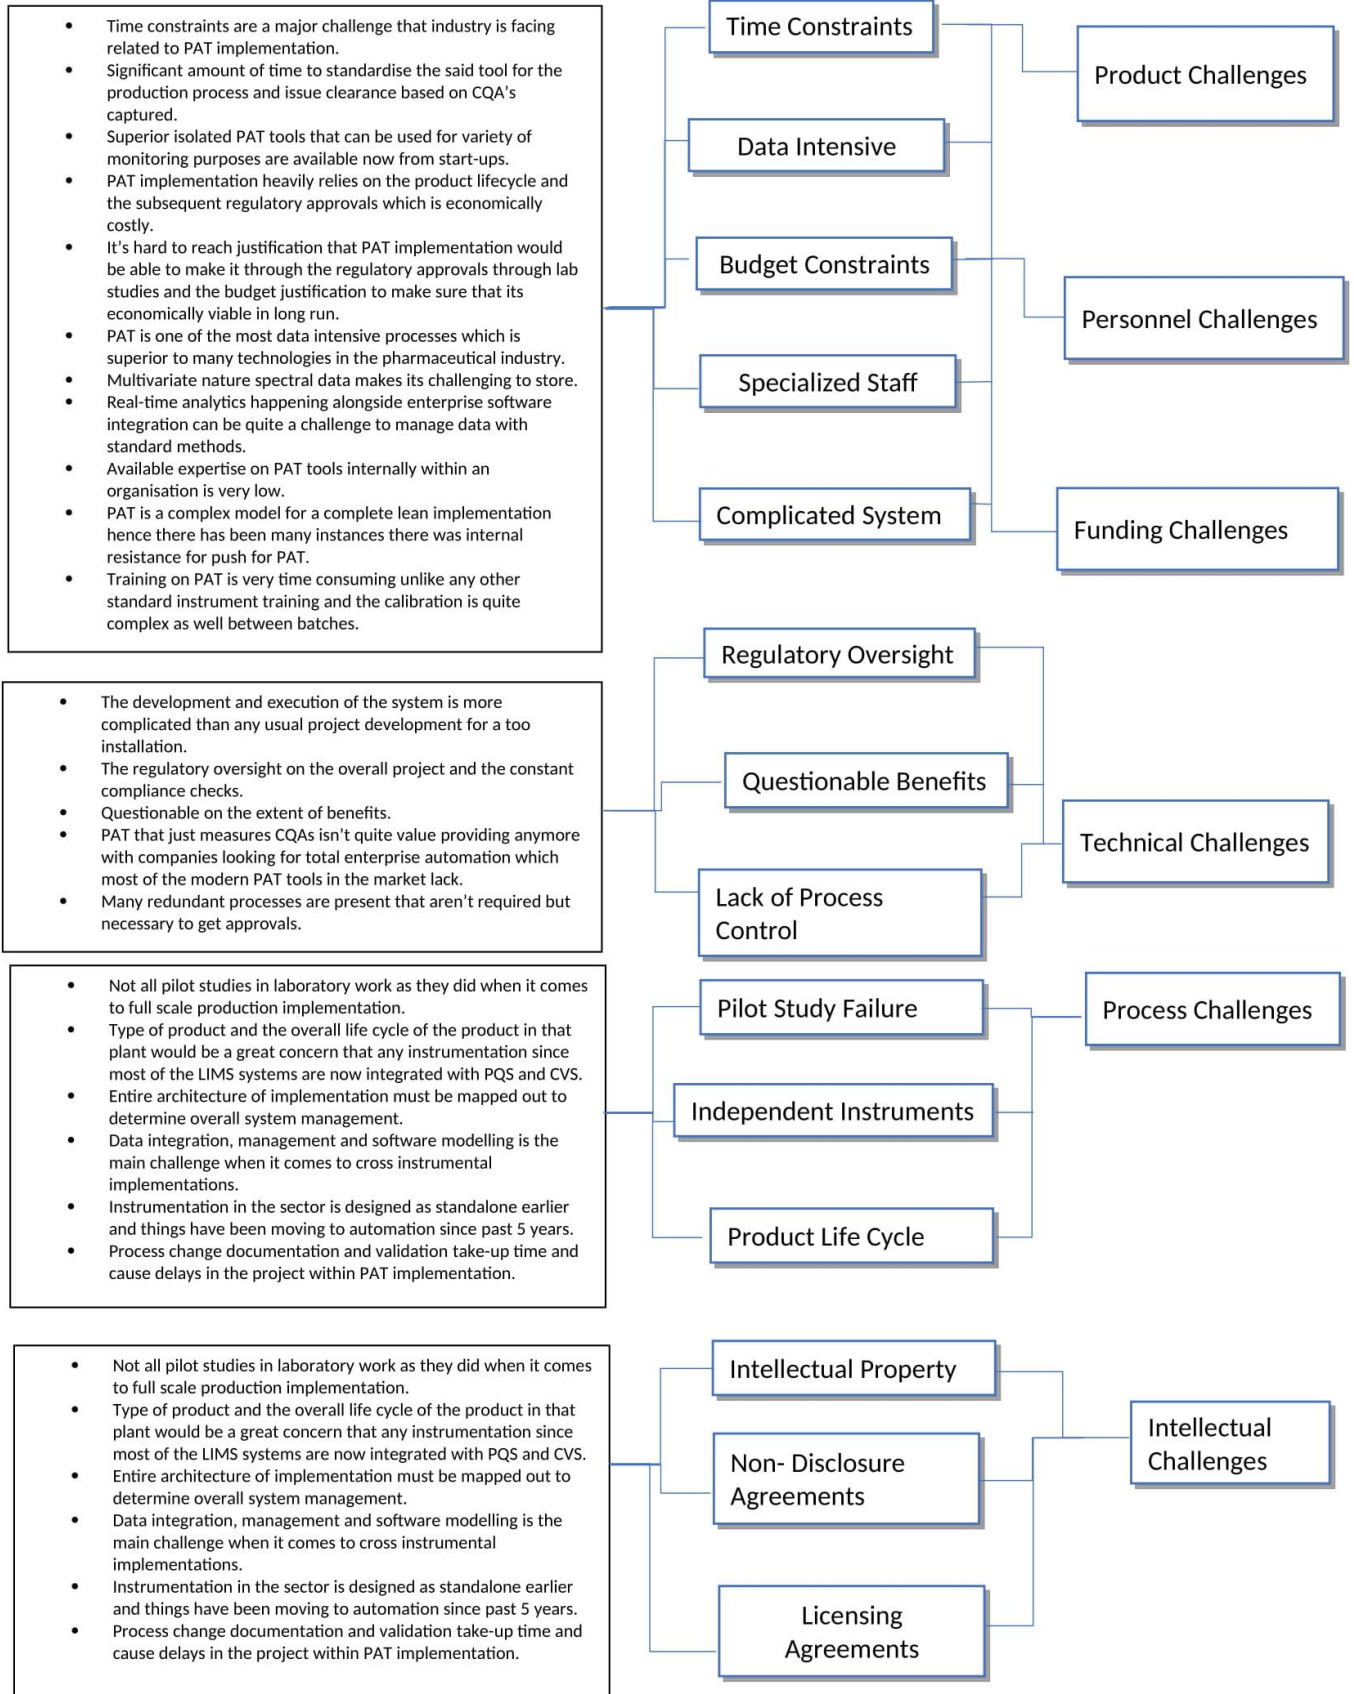 • Time constraints are a major challenge that industry is facing
related to PAT implementation.
• Significant amount of time to standardise the said tool for the
production process and issue clearance based on CQA's
captured.
• Superior isolated PAT tools that can be used for variety of
monitoring purposes are available now from start-ups.
• PAT implementation heavily relies on the product lifecycle and
the subsequent regulatory approvals which is economically
costly.
• It's hard to reach justification that PAT implementation would
be able to make it through the regulatory approvals through lab
studies and the budget justification to make sure that its
economically viable in long run.
• PAT is one of the most data intensive processes which is
superior to many technologies in the pharmaceutical industry.
• Multivariate nature spectral data makes its challenging to store.
• Real-time analytics happening alongside enterprise software
integration can be quite a challenge to manage data with
standard methods.
• Available expertise on PAT tools internally within an
organisation is very low.
• PAT is a complex model for a complete lean implementation
hence there has been many instances there was internal
resistance for push for PAT.
• Training on PAT is very time consuming unlike any other
standard instrument training and the calibration is quite
complex as well between batches.
Time Constraints
Data Intensive
Budget Constraints
Specialized Staff
Complicated System
Product Challenges
Personnel Challenges
Funding Challenges
• The development and execution of the system is more
complicated than any usual project development for a too
installation.
• The regulatory oversight on the overall project and the constant
compliance checks.
• Questionable on the extent of benefits.
• PAT that just measures CQAs isn't quite value providing anymore
with companies looking for total enterprise automation which
most of the modern PAT tools in the market lack.
• Many redundant processes are present that aren't required but
necessary to get approvals.
Regulatory Oversight
Questionable Benefits
Lack of Process
Control
Technical Challenges
• Not all pilot studies in laboratory work as they did when it comes
to full scale production implementation.
• Type of product and the overall life cycle of the product in that
plant would be a great concern that any instrumentation since
most of the LIMS systems are now integrated with PQS and CVS.
• Entire architecture of implementation must be mapped out to
determine overall system management.
• Data integration, management and software modelling is the
main challenge when it comes to cross instrumental
implementations.
• Instrumentation in the sector is designed as standalone earlier
and things have been moving to automation since past 5 years.
• Process change documentation and validation take-up time and
cause delays in the project within PAT implementation.
Pilot Study Failure
Independent Instruments
Product Life Cycle
Process Challenges
• Not all pilot studies in laboratory work as they did when it comes
to full scale production implementation.
• Type of product and the overall life cycle of the product in that
plant would be a great concern that any instrumentation since
most of the LIMS systems are now integrated with PQS and CVS.
• Entire architecture of implementation must be mapped out to
determine overall system management.
• Data integration, management and software modelling is the
main challenge when it comes to cross instrumental
implementations.
• Instrumentation in the sector is designed as standalone earlier
and things have been moving to automation since past 5 years.
• Process change documentation and validation take-up time and
cause delays in the project within PAT implementation.
Intellectual Property
Non- Disclosure
Agreements
Licensing
Agreements
Intellectual
Challenges